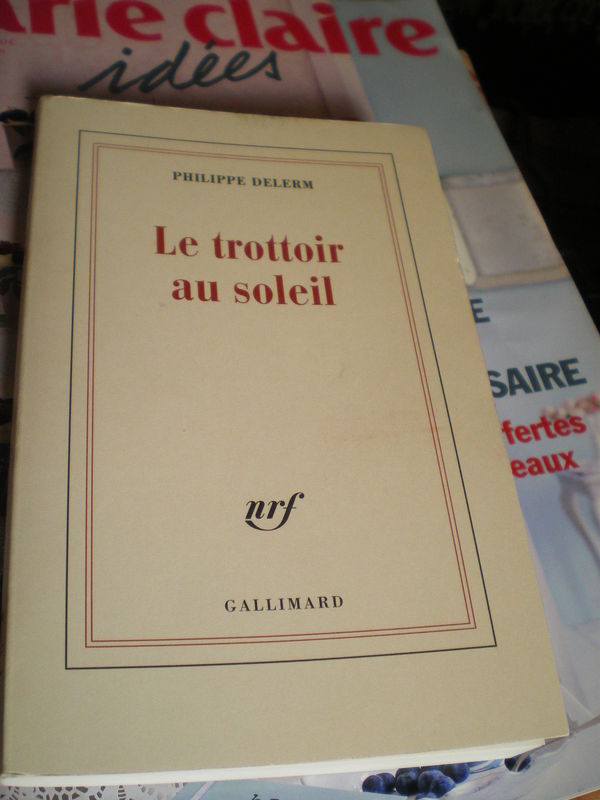 arie claire
idées
PHILIPPE DELERM
Le trottoir
au soleil
nrf
GALLIMARD
E
SAIRE
fertes
eaux